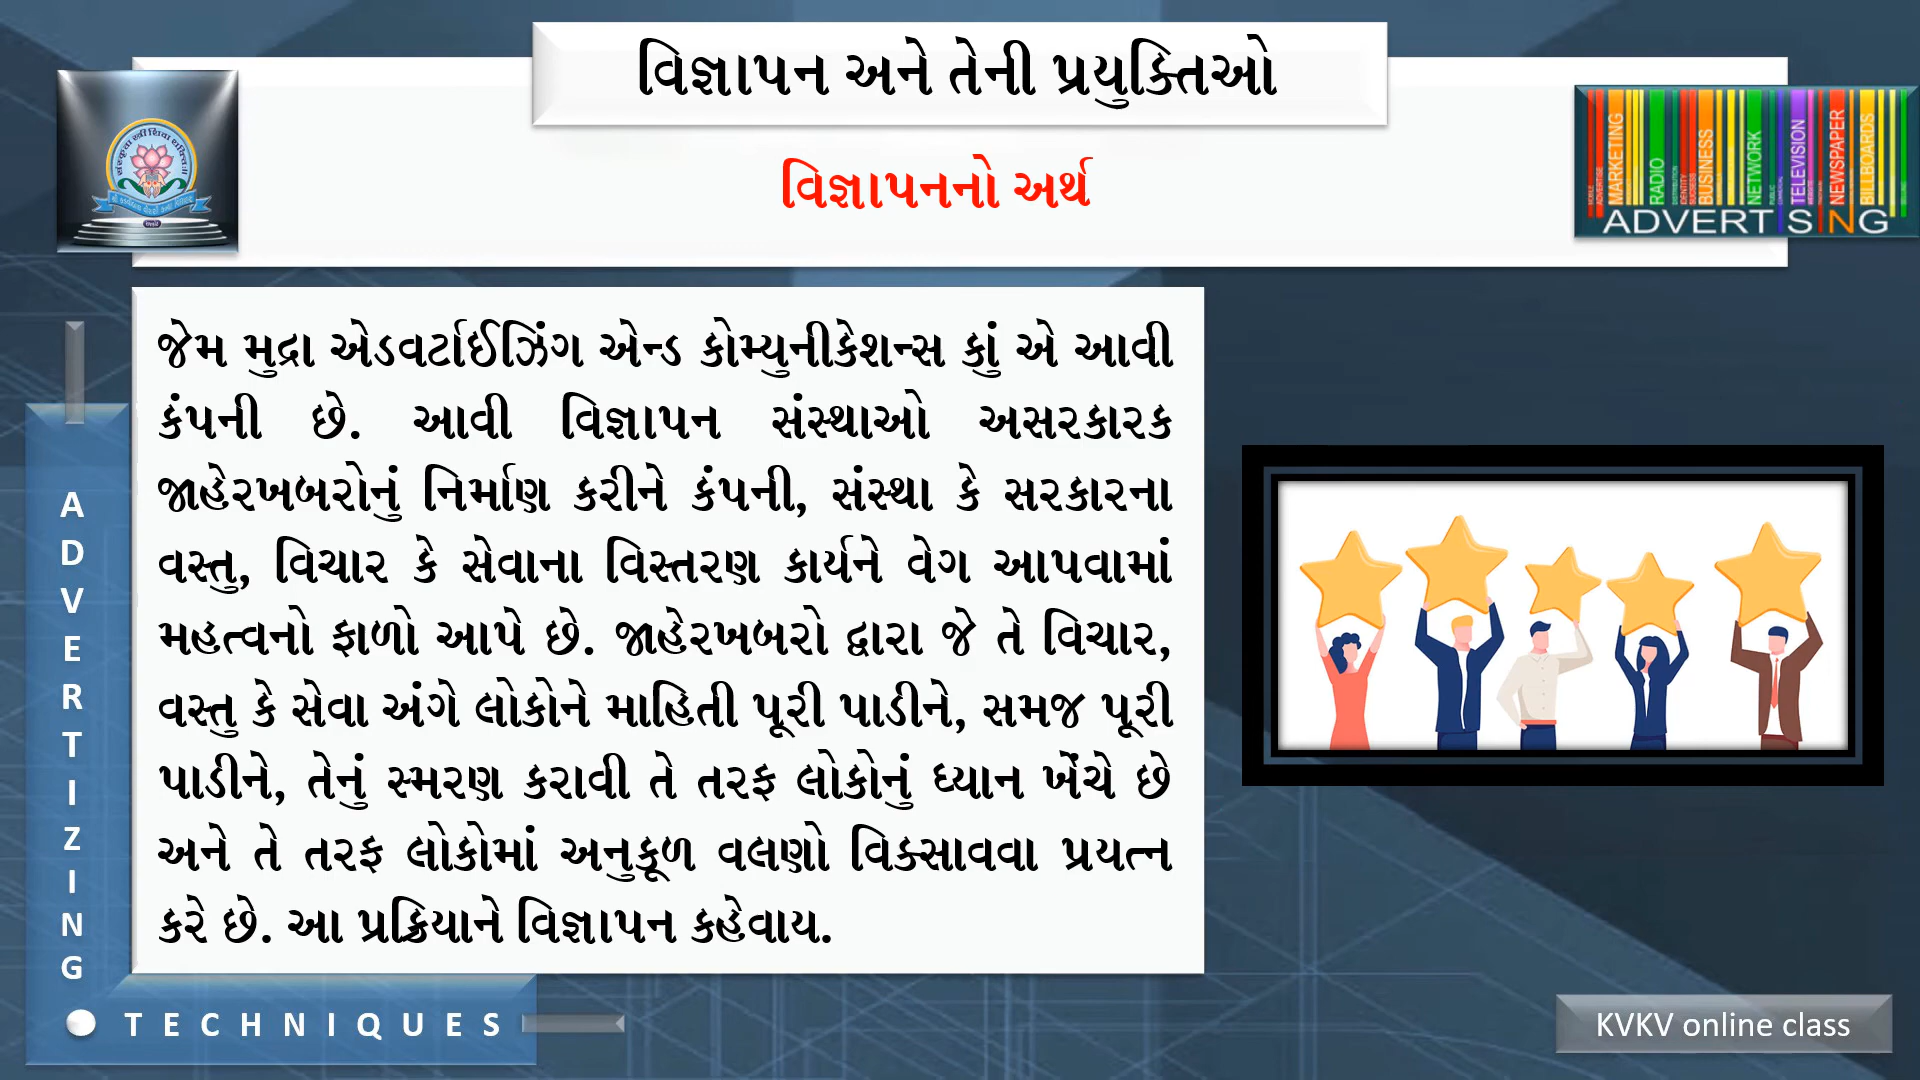 વિજ્ઞાપન અને તેની પ્રયુક્તિઓ
વિજ્ઞાપનનો અર્થ
MARKETING
RADIO
BUSINESS
NETWORK
TELEVISION
NEWSPAPER
BILLBOARDS
ADVERTISING
જેમ મુદ્રા એડવર્ટાઈઝિંગ એન્ડ કોમ્યુનીકેશન્સ કાું એ આવી
કંપની છે. આવી વિજ્ઞાપન સંસ્થાઓ અસરકારક
જાહેરખબરોનું નિર્માણ કરીને કંપની, સંસ્થા કે સરકારના
વસ્તુ, વિચાર કે સેવાના વિસ્તરણ કાર્યને વેગ આપવામાં
મહત્વનો ફાળો આપે છે. જાહેરખબરો દ્વારા જે તે વિચાર,
વસ્તુ કે સેવા અંગે લોકોને માહિતી પૂરી પાડીને, સમજ પૂરી
પાડીને, તેનું સ્મરણ કરાવી તે તરફ લોકોનું ધ્યાન ખેંચે છે
અને તે તરફ લોકોમાં અનુકૂળ વલણો વિક્સાવવા પ્રયત્ન
કરે છે. આ પ્રક્રિયાને વિજ્ઞાપન કહેવાય.
ADVERTIZING
TECHNIQUES
KVKV online class